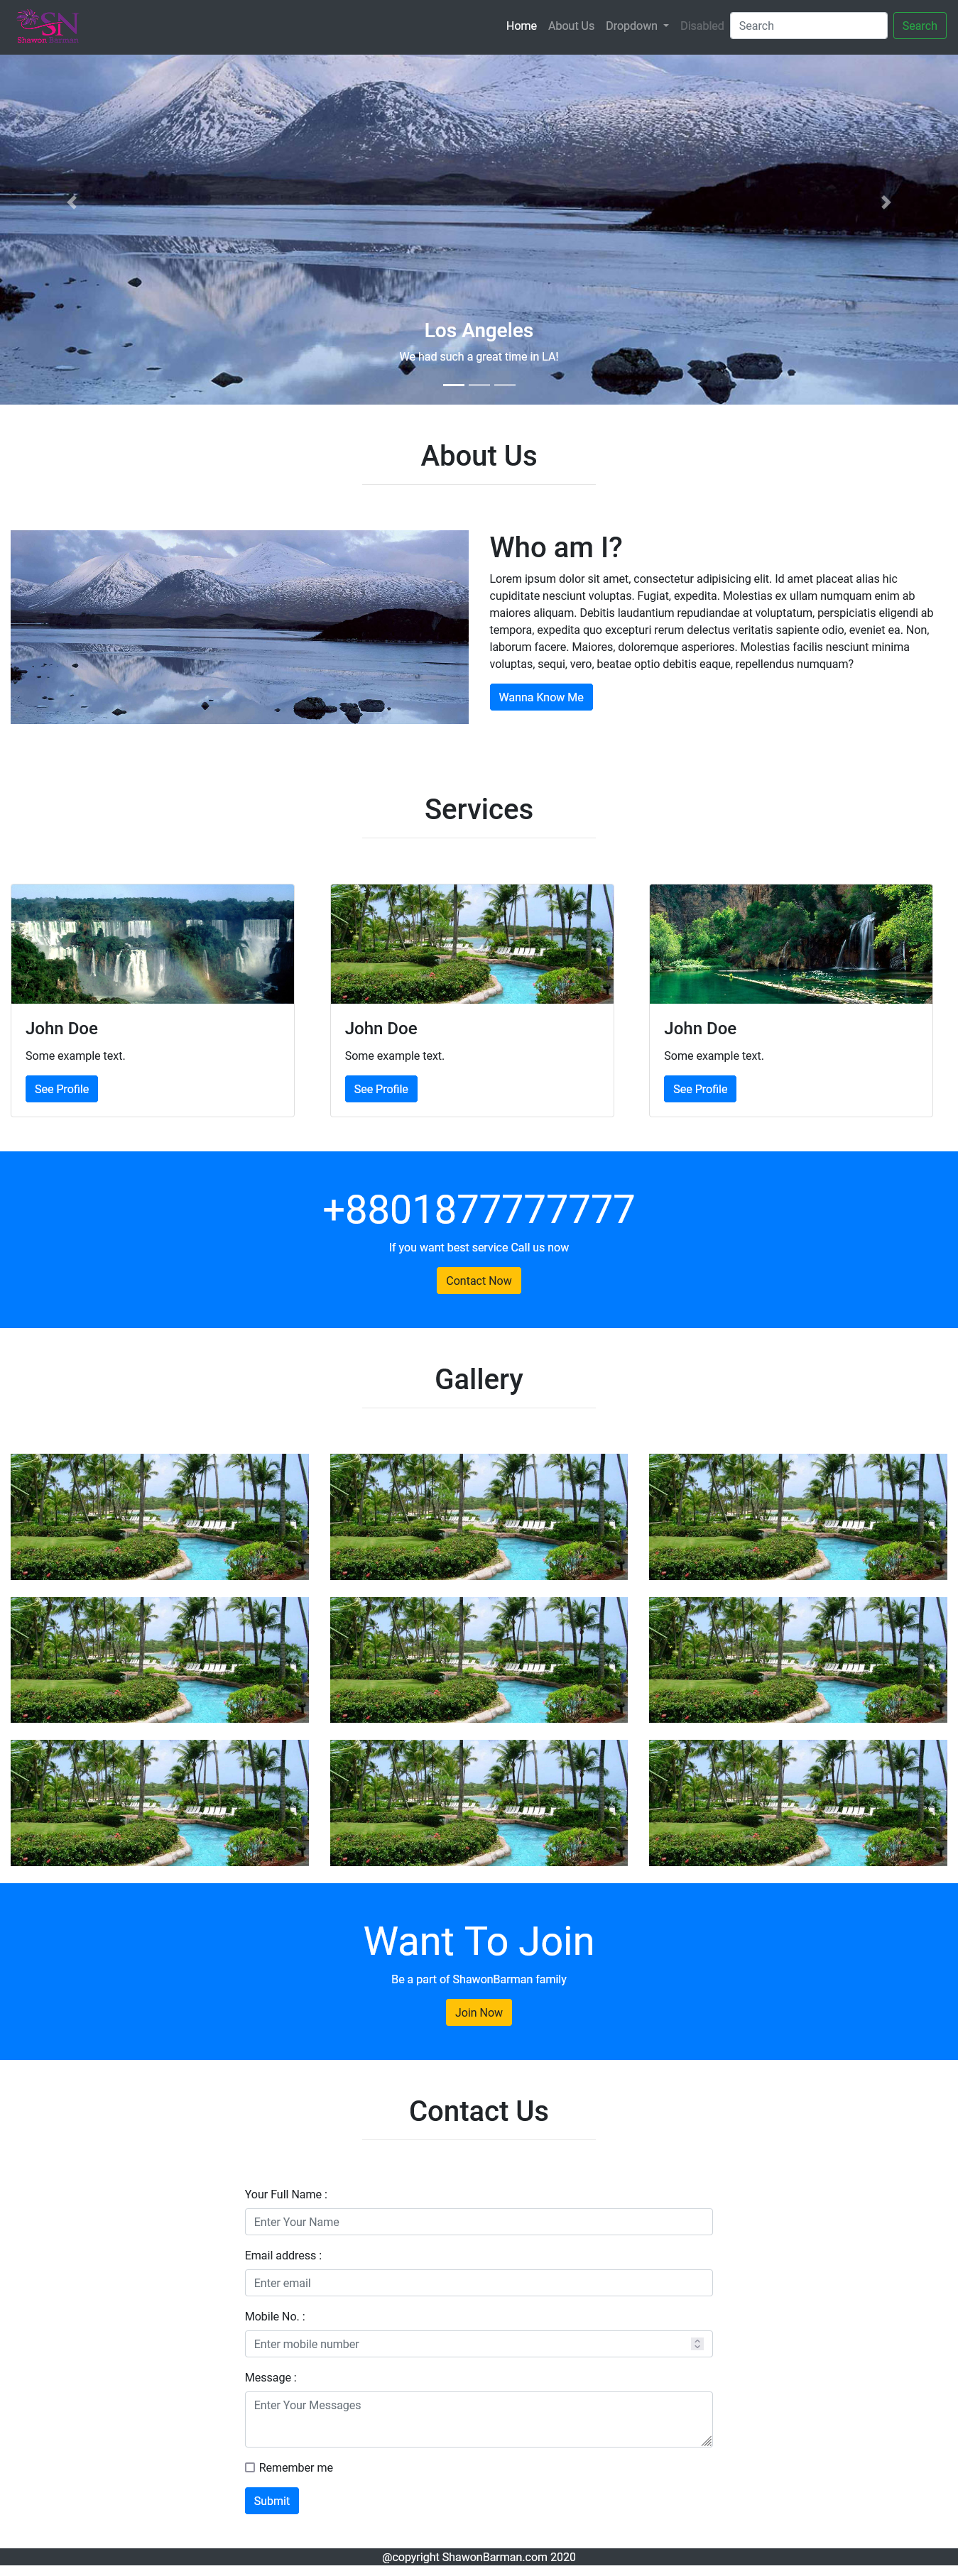 SN
Shawon Barman
Home About Us Dropdown Disabled Search Search
Los Angeles
We had such a great time in LA!
About Us
Who am I?
Lorem ipsum dolor sit amet, consectetur adipisicing elit. Id amet placeat alias hic
cupiditate nesciunt voluptas. Fugiat, expedita. Molestias ex ullam numquam enim ab
maiores aliquam. Debitis laudantium repudiandae at voluptatum, perspiciatis eligendi ab
tempora, expedita quo excepturi rerum delectus veritatis sapiente odio, eveniet ea. Non,
laborum facere. Maiores, doloremque asperiores. Molestias facilis nesciunt minima
voluptas, sequi, vero, beatae optio debitis eaque, repellendus numquam?
Wanna Know Me
Services
John Doe
Some example text.
See Profile
John Doe
Some example text.
See Profile
John Doe
Some example text.
See Profile
+8801877777777
If you want best service Call us now
Contact Now
Gallery
Want To Join
Be a part of ShawonBarman family
Join Now
Contact Us
Your Full Name :
Enter Your Name
Email address :
Enter email
Mobile No. :
Enter mobile number
Message :
Enter Your Messages
Remember me
Submit
@copyright ShawonBarman.com 2020